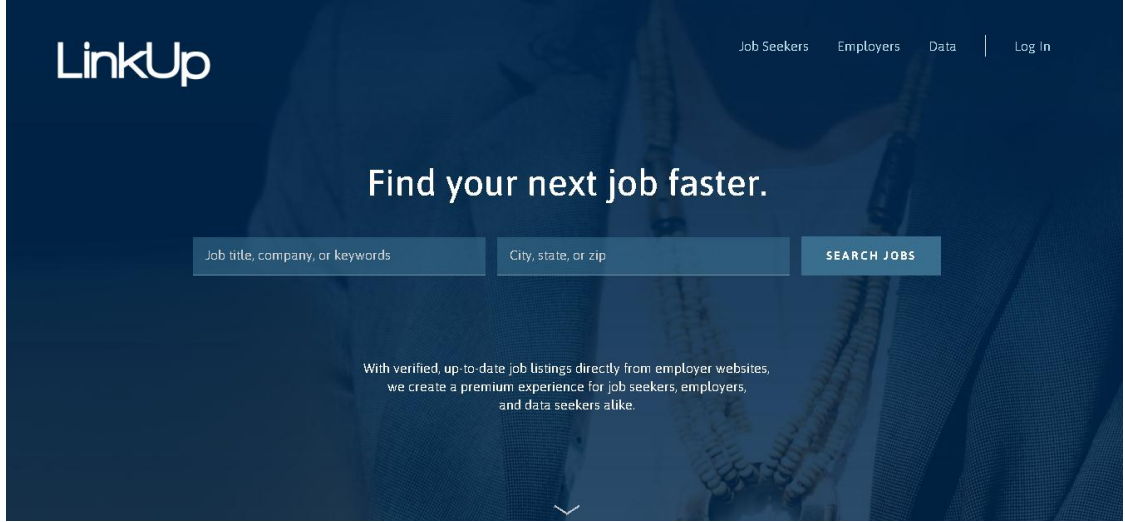 LinkUp
Job Seekers Employers Data Log In
Find your next job faster.
Job title, company, or keywords
City, state, or zip
SEARCH JOBS
With verified, up-to-date job listings directly from employer websites,
we create a premium experience for job seekers, employers,
and data seekers alike.